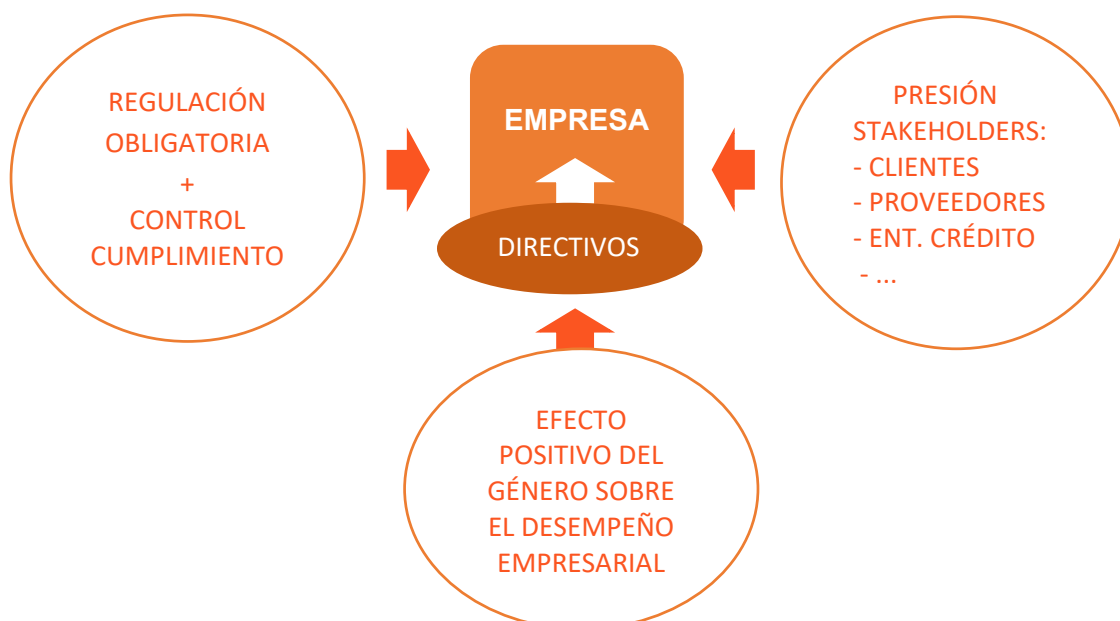 REGULACIÓN
OBLIGATORIA
+
CONTROL
CUMPLIMIENTO
EMPRESA
DIRECTIVOS
PRESIÓN
STAKEHOLDERS:
- CLIENTES
- PROVEEDORES
- ENT. CRÉDITO
- ...
EFECTO
POSITIVO DEL
GÉNERO SOBRE
EL DESEMPEÑO
EMPRESARIAL